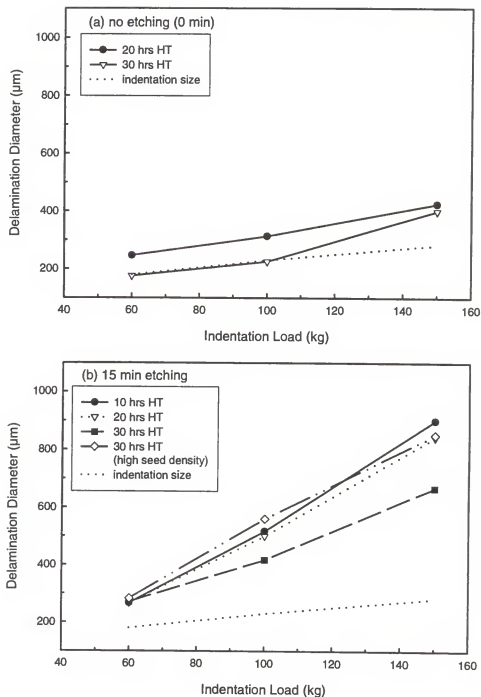 (a) no etching (0 min)
20 hrs HT
30 hrs HT
indentation size
Delamination Diameter (µm)
1000
800
600
400
200
40 60 80 100 120 140 160
Indentation Load (kg)
(b) 15 min etching
10 hrs HT
20 hrs HT
30 hrs HT
30 hrs HT
(high seed density)
indentation size
Delamination Diameter (µm)
1000
800
600
400
200
40 60 80 100 120 140 160
Indentation Load (kg)